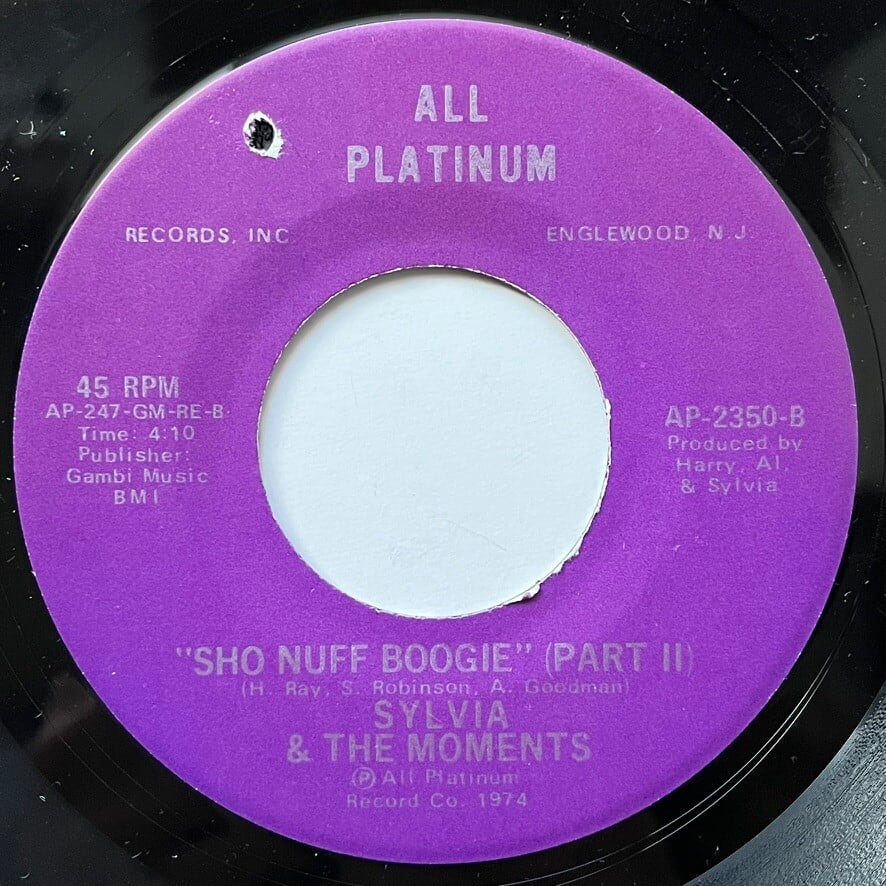 ALL
PLATINUM
RECORDS, INC.
ENGLEWOOD, N.J.
45 RPM
AP-247-GM-RE-B
Time: 4:10
Publisher:
Gambi Music
BMI
AP-2350-B
Produced by
Harry, Al,
& Sylvia
"SHO NUFF BOOGIE" (PART II)
(H. Ray, S. Robinson, A. Goodman)
SYLVIA
& THE MOMENTS
Ⓟ All Platinum
Record Co. 1974